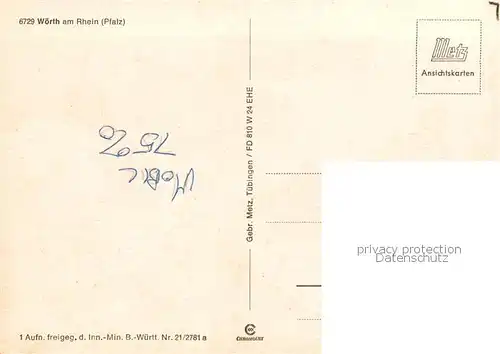 6729 Wörth am Rhein (Pfalz)
Metz
Ansichtskarten
Gebr. Metz, Tübingen / FD 810 W 24 EHE
privacy protection
Datenschutz
1 Aufn. freigeg. d. Inn.-Min. B.-Württ. Nr. 21/2781 a